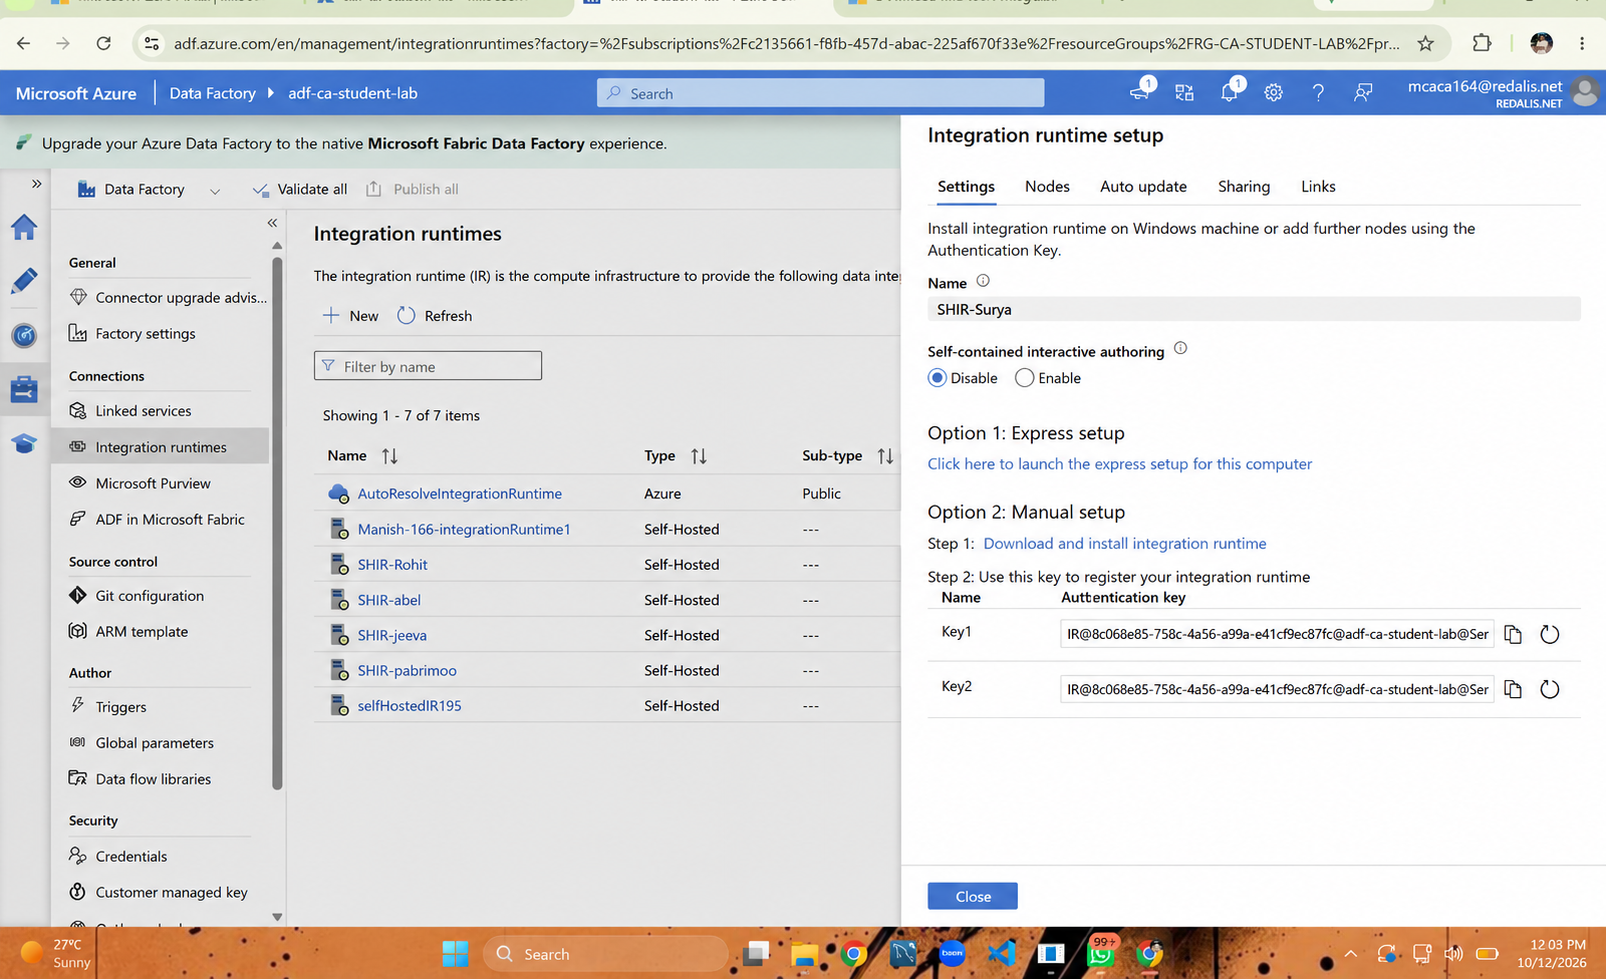 adf.azure.com/en/management/integrationruntimes?factory=%2Fsubscriptions%2Fc2135661-f8fb-457d-abac-225af670f33e%2FresourceGroups%2FRG-CA-STUDENT-LAB%2Fpr...
Microsoft Azure
Data Factory
adf-ca-student-lab
Search
1
1
mcaca164@redalis.net
REDALIS.NET
Upgrade your Azure Data Factory to the native Microsoft Fabric Data Factory experience.
Data Factory
Validate all
Publish all
General
Connector upgrade advis...
Factory settings
Connections
Linked services
Integration runtimes
Microsoft Purview
ADF in Microsoft Fabric
Source control
Git configuration
ARM template
Author
Triggers
Global parameters
Data flow libraries
Security
Credentials
Customer managed key
Integration runtimes
The integration runtime (IR) is the compute infrastructure to provide the following data inte
New
Refresh
Filter by name
Showing 1 - 7 of 7 items
Name Type Sub-type
AutoResolveIntegrationRuntime Azure Public
Manish-166-integrationRuntime1 Self-Hosted ---
SHIR-Rohit Self-Hosted ---
SHIR-abel Self-Hosted ---
SHIR-jeeva Self-Hosted ---
SHIR-pabrimoo Self-Hosted ---
selfHostedIR195 Self-Hosted ---
Integration runtime setup
Settings Nodes Auto update Sharing Links
Install integration runtime on Windows machine or add further nodes using the
Authentication Key.
Name
SHIR-Surya
Self-contained interactive authoring
Disable Enable
Option 1: Express setup
Click here to launch the express setup for this computer
Option 2: Manual setup
Step 1: Download and install integration runtime
Step 2: Use this key to register your integration runtime
Name Authentication key
Key1 IR@8c068e85-758c-4a56-a99a-e41cf9ec87fc@adf-ca-student-lab@Ser
Key2 IR@8c068e85-758c-4a56-a99a-e41cf9ec87fc@adf-ca-student-lab@Ser
Close
27°C
Sunny
Search
99+
12:03 PM
10/12/2026